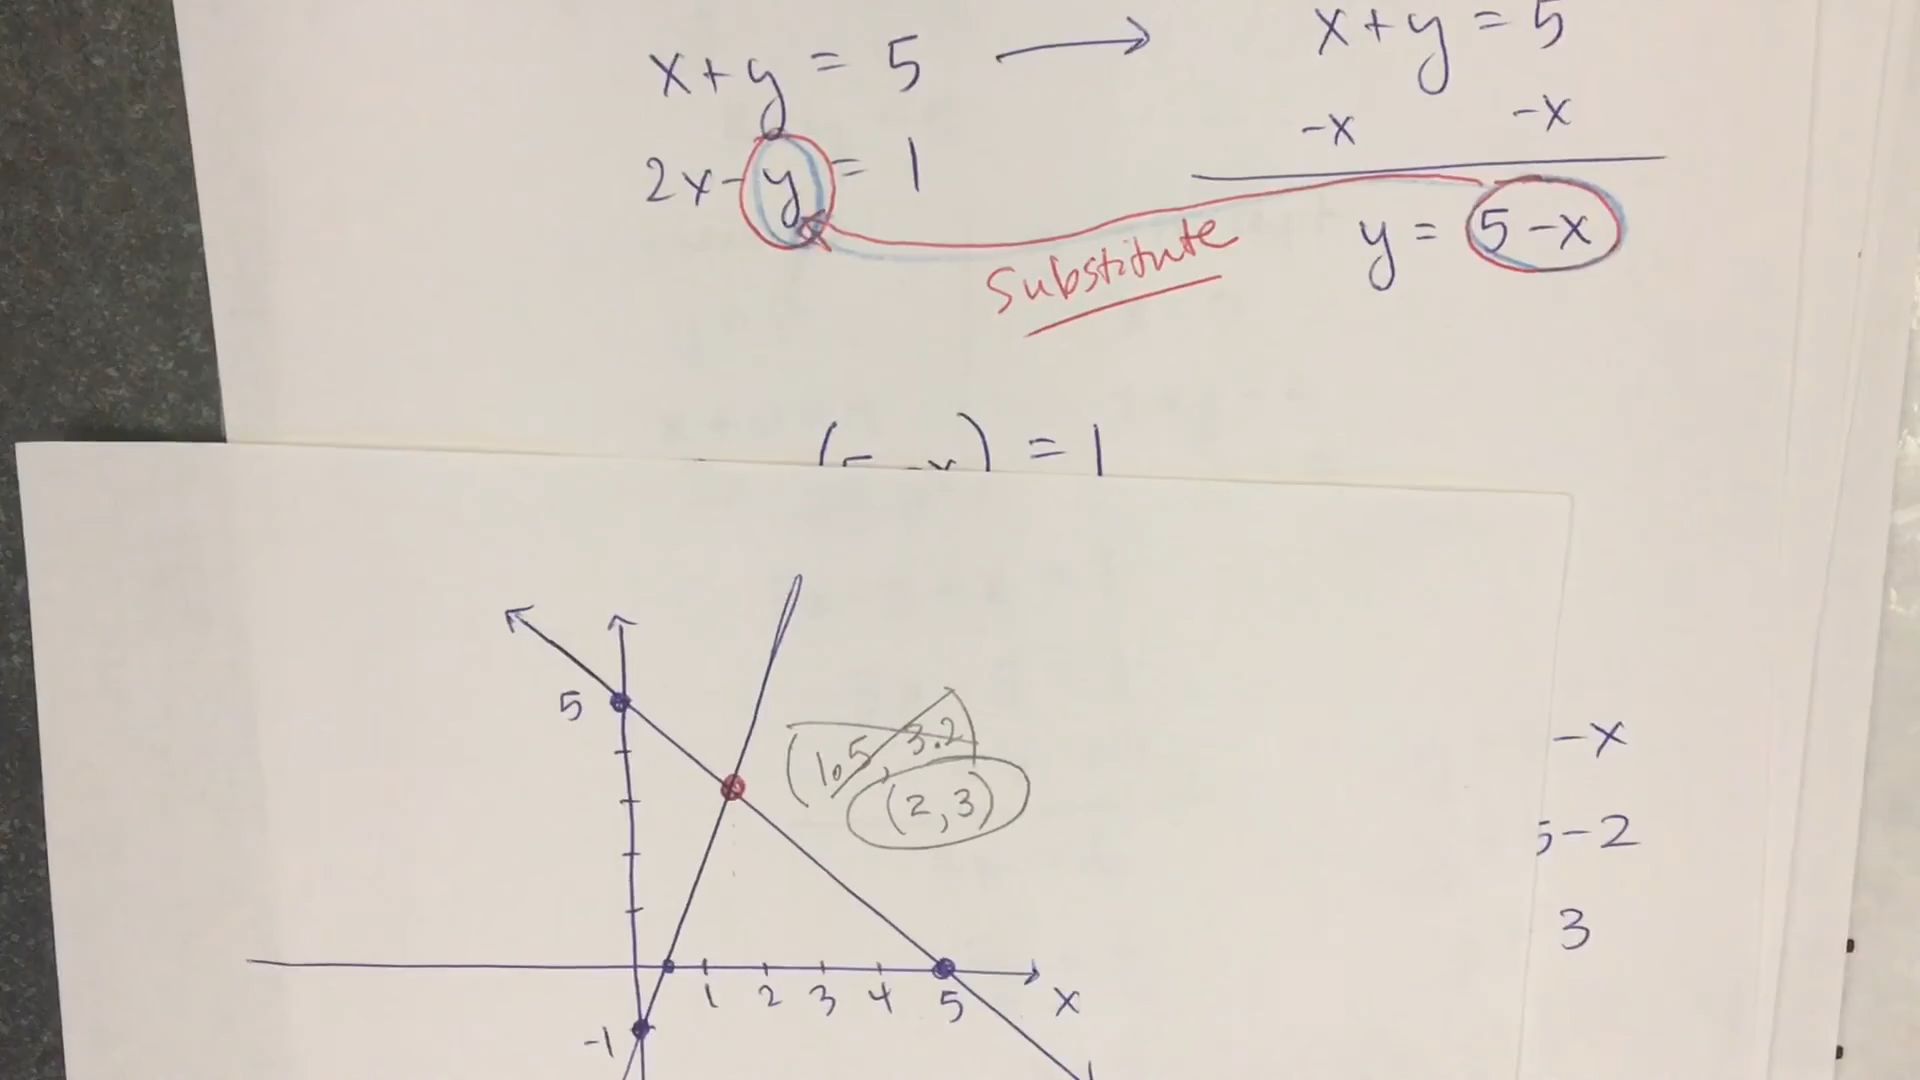 x+y = 5
2x-y = 1
x+y = 5
-x -x
y = 5-x
Substitute
(5-x) = 1
5
(1.5, 3.2)
(2,3)
1 2 3 4 5 x
-1
-x
5-2
3